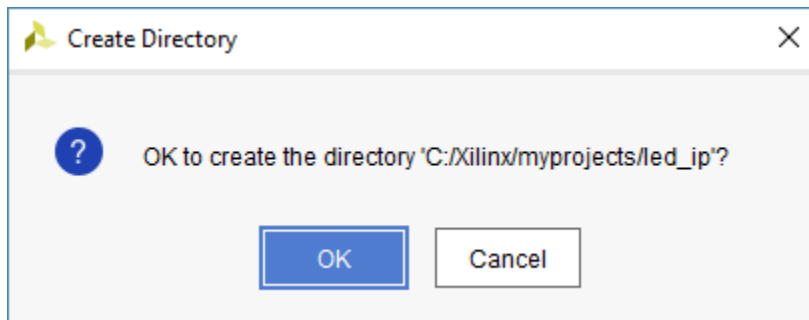 Create Directory
?
OK to create the directory 'C:/Xilinx/myprojects/led_ip'?
OK
Cancel